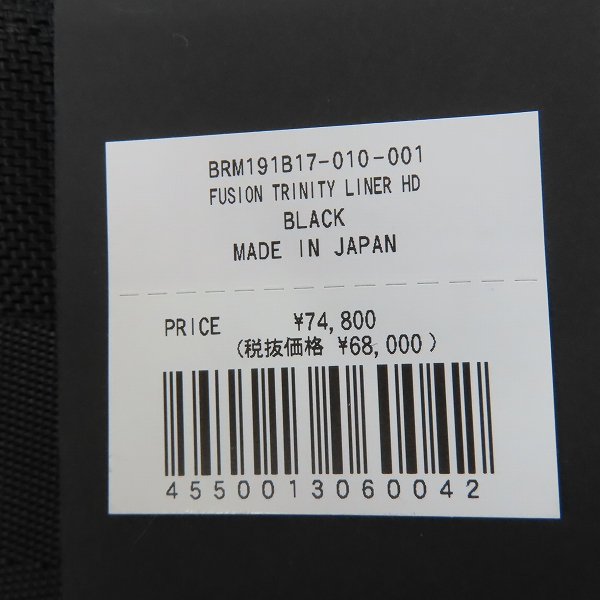 BRM191B17-010-001
FUSION TRINITY LINER HD
BLACK
MADE IN JAPAN
PRICE ¥74,800
(税抜価格 ¥68,000)
4550013060042